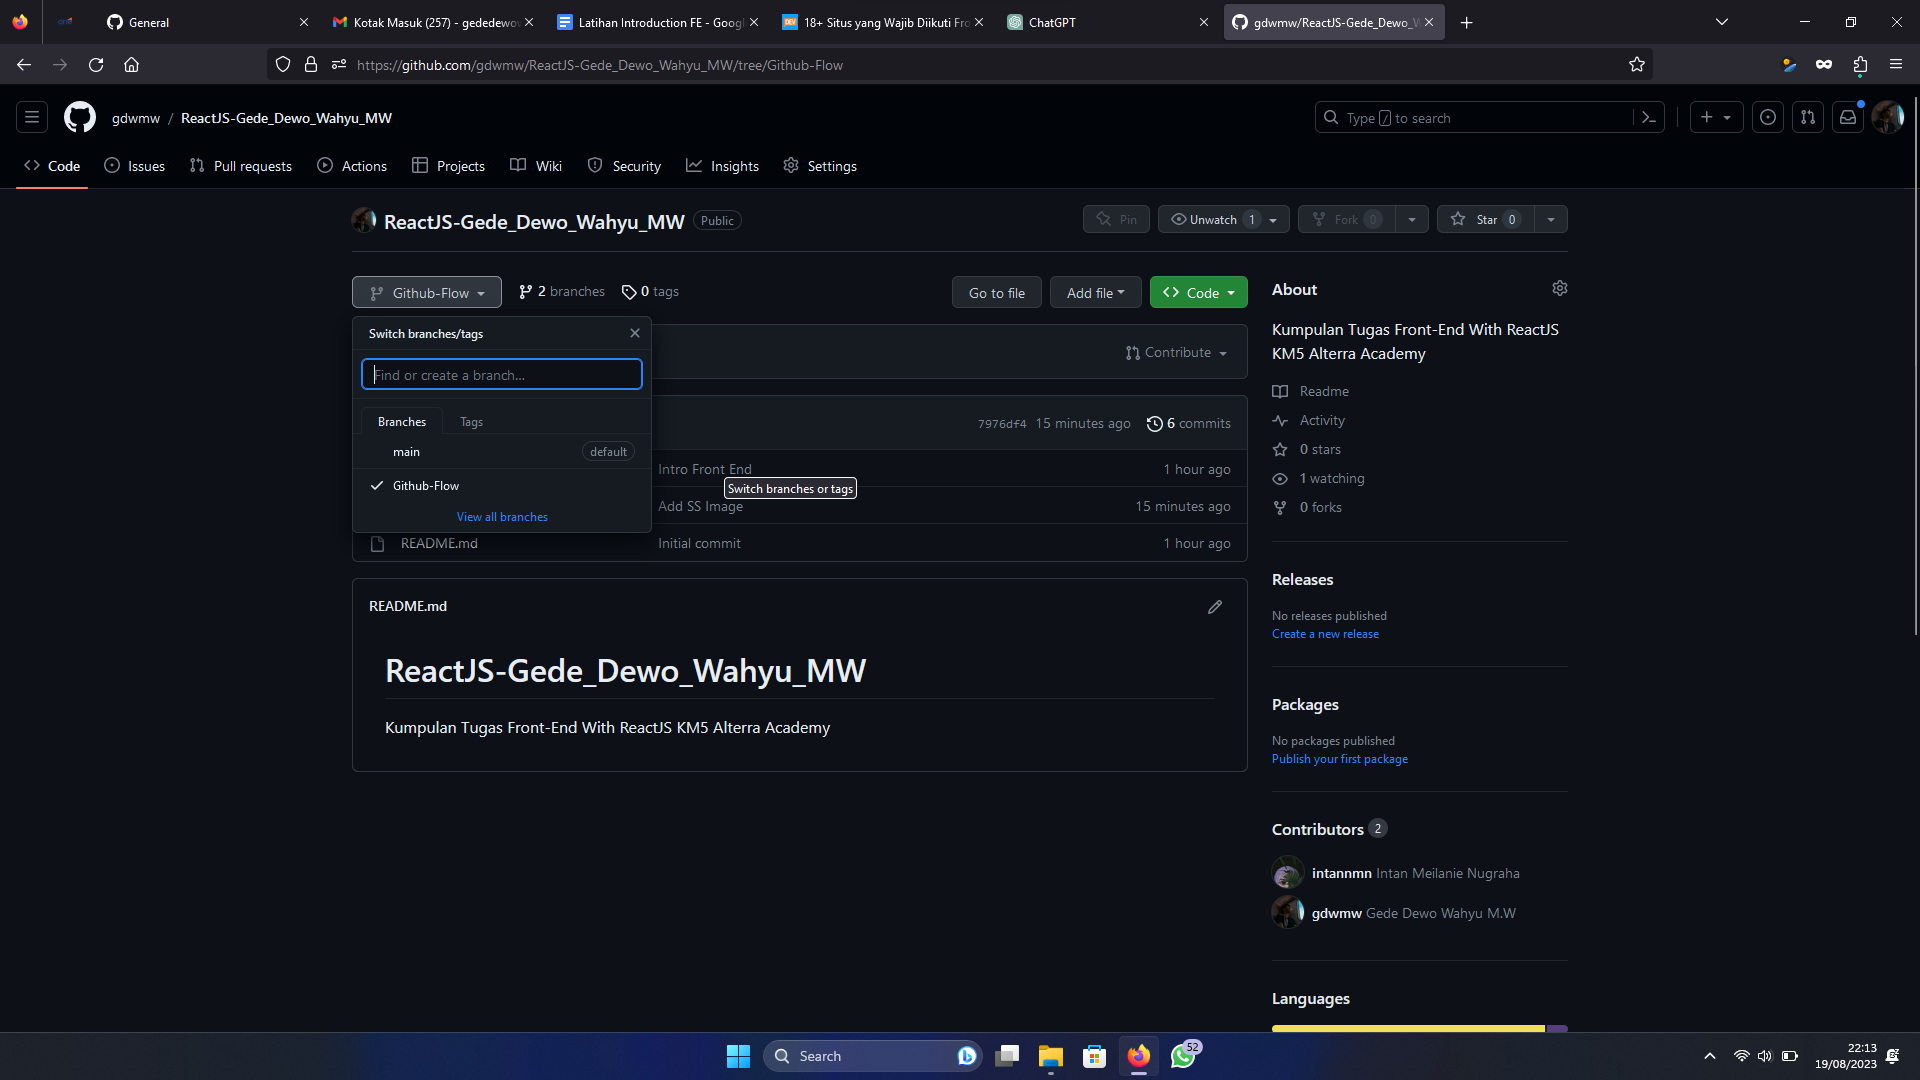 General
Kotak Masuk (257) - gededewow
Latihan Introduction FE - Googl
DEV
18+ Situs yang Wajib Diikuti Fro
ChatGPT
gdwmw/ReactJS-Gede_Dewo_W
https://github.com/gdwmw/ReactJS-Gede_Dewo_Wahyu_MW/tree/Github-Flow
gdwmw / ReactJS-Gede_Dewo_Wahyu_MW
Type / to search
Code
Issues
Pull requests
Actions
Projects
Wiki
Security
Insights
Settings
ReactJS-Gede_Dewo_Wahyu_MW
Public
Pin
Unwatch 1
Fork 0
Star 0
Github-Flow
2 branches
0 tags
Go to file
Add file
Code
Switch branches/tags
Find or create a branch...
Branches
Tags
main
default
Github-Flow
View all branches
Contribute
7976df4 15 minutes ago
6 commits
Intro Front End
1 hour ago
Switch branches or tags
Add SS Image
15 minutes ago
README.md
Initial commit
1 hour ago
README.md
ReactJS-Gede_Dewo_Wahyu_MW
Kumpulan Tugas Front-End With ReactJS KM5 Alterra Academy
About
Kumpulan Tugas Front-End With ReactJS
KM5 Alterra Academy
Readme
Activity
0 stars
1 watching
0 forks
Releases
No releases published
Create a new release
Packages
No packages published
Publish your first package
Contributors 2
intannmn Intan Meilanie Nugraha
gdwmw Gede Dewo Wahyu M.W
Languages
Search
52
22:13
19/08/2023